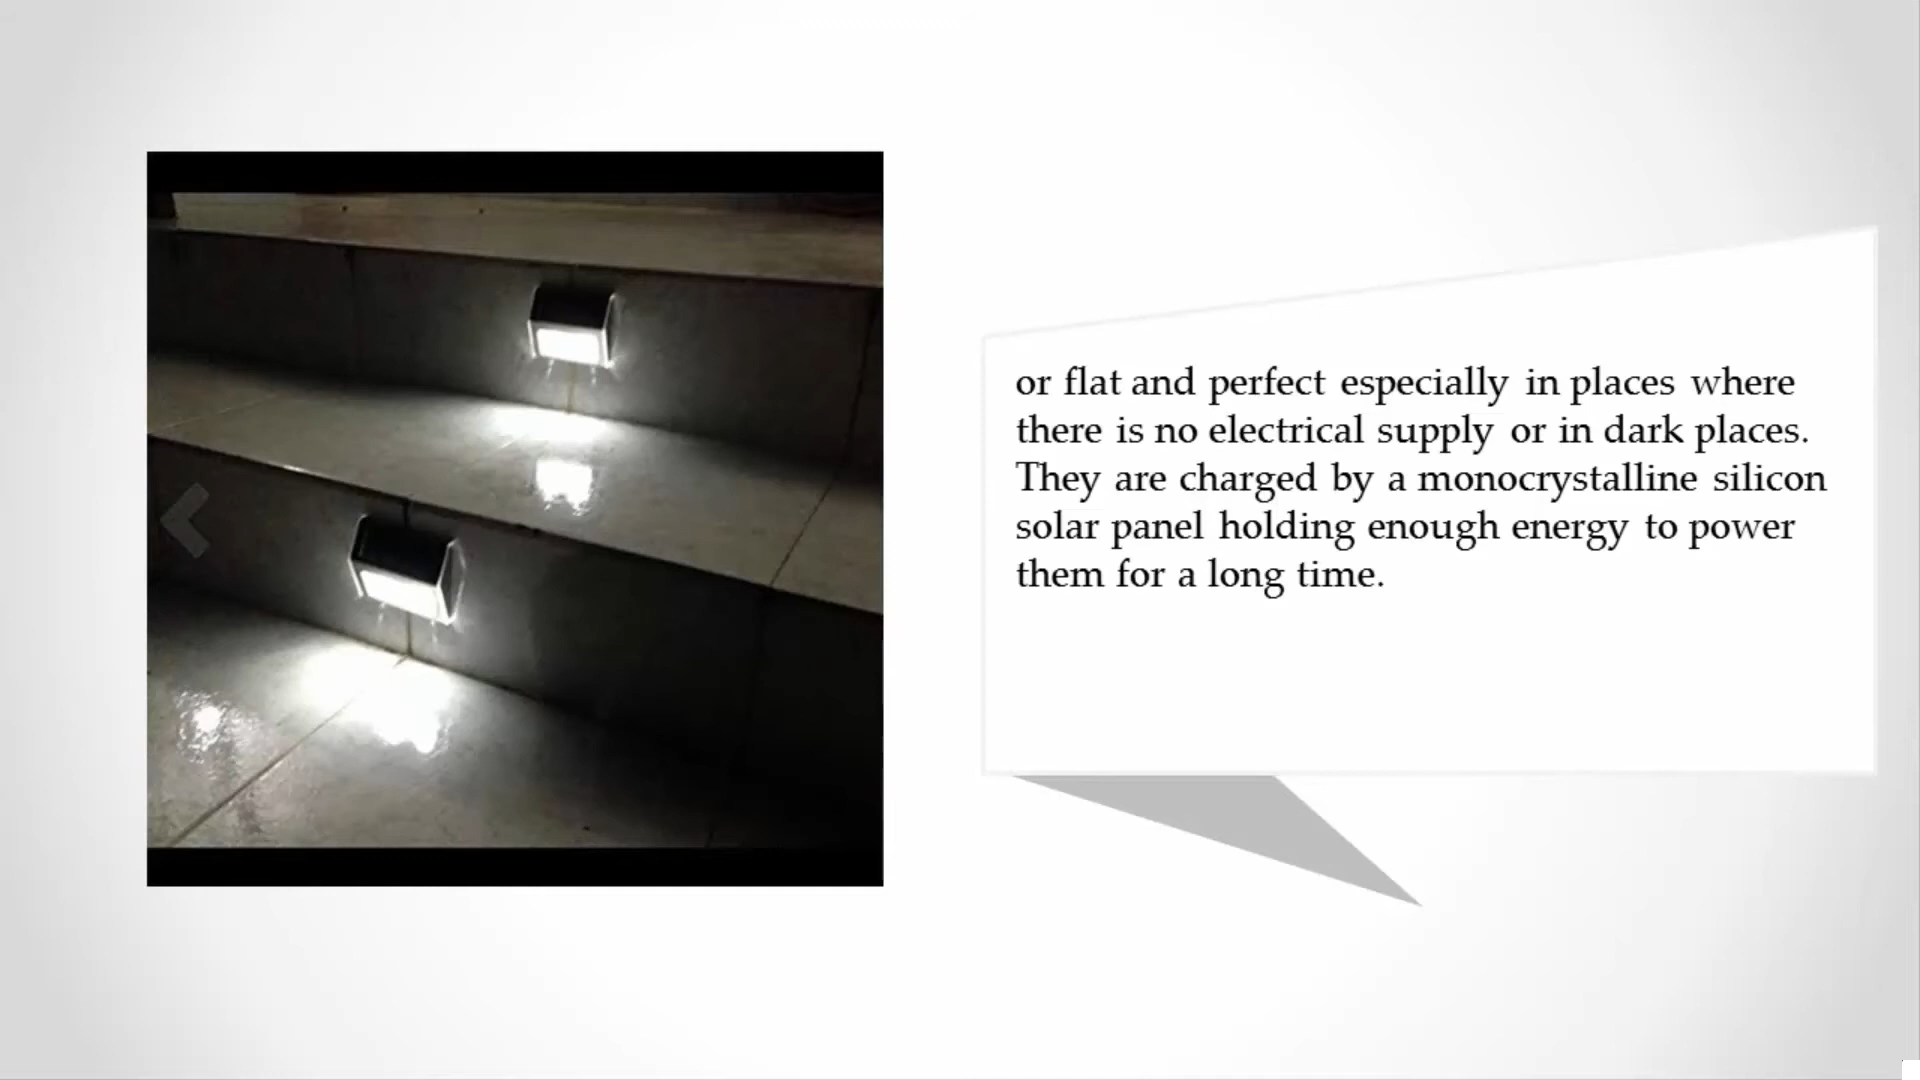 or flat and perfect especially in places where
there is no electrical supply or in dark places.
They are charged by a monocrystalline silicon
solar panel holding enough energy to power
them for a long time.